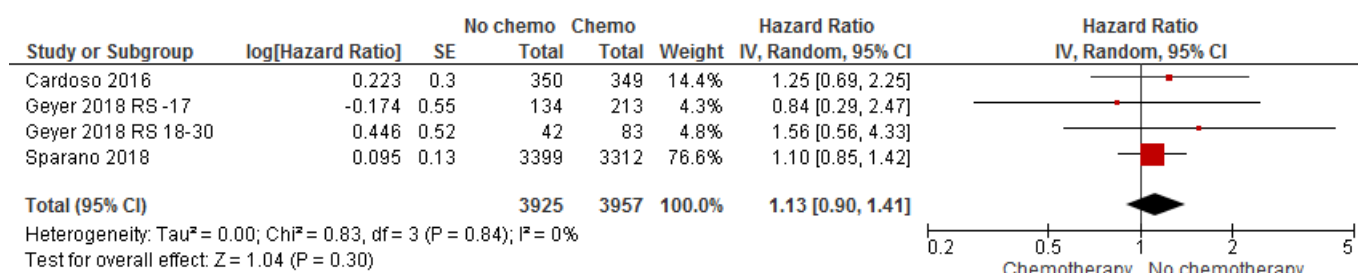 No chemo Chemo Hazard Ratio Hazard Ratio
Study or Subgroup log[Hazard Ratio] SE Total Total Weight IV, Random, 95% CI IV, Random, 95% CI
Cardoso 2016 0.223 0.3 350 349 14.4% 1.25 [0.69, 2.25]
Geyer 2018 RS -17 -0.174 0.55 134 213 4.3% 0.84 [0.29, 2.47]
Geyer 2018 RS 18-30 0.446 0.52 42 83 4.8% 1.56 [0.56, 4.33]
Sparano 2018 0.095 0.13 3399 3312 76.6% 1.10 [0.85, 1.42]
Total (95% CI) 3925 3957 100.0% 1.13 [0.90, 1.41]
Heterogeneity: Tau² = 0.00; Chi² = 0.83, df = 3 (P = 0.84); I² = 0%
Test for overall effect: Z = 1.04 (P = 0.30)
0.2 0.5 1 2 5
Chemotherapy No chemotherapy